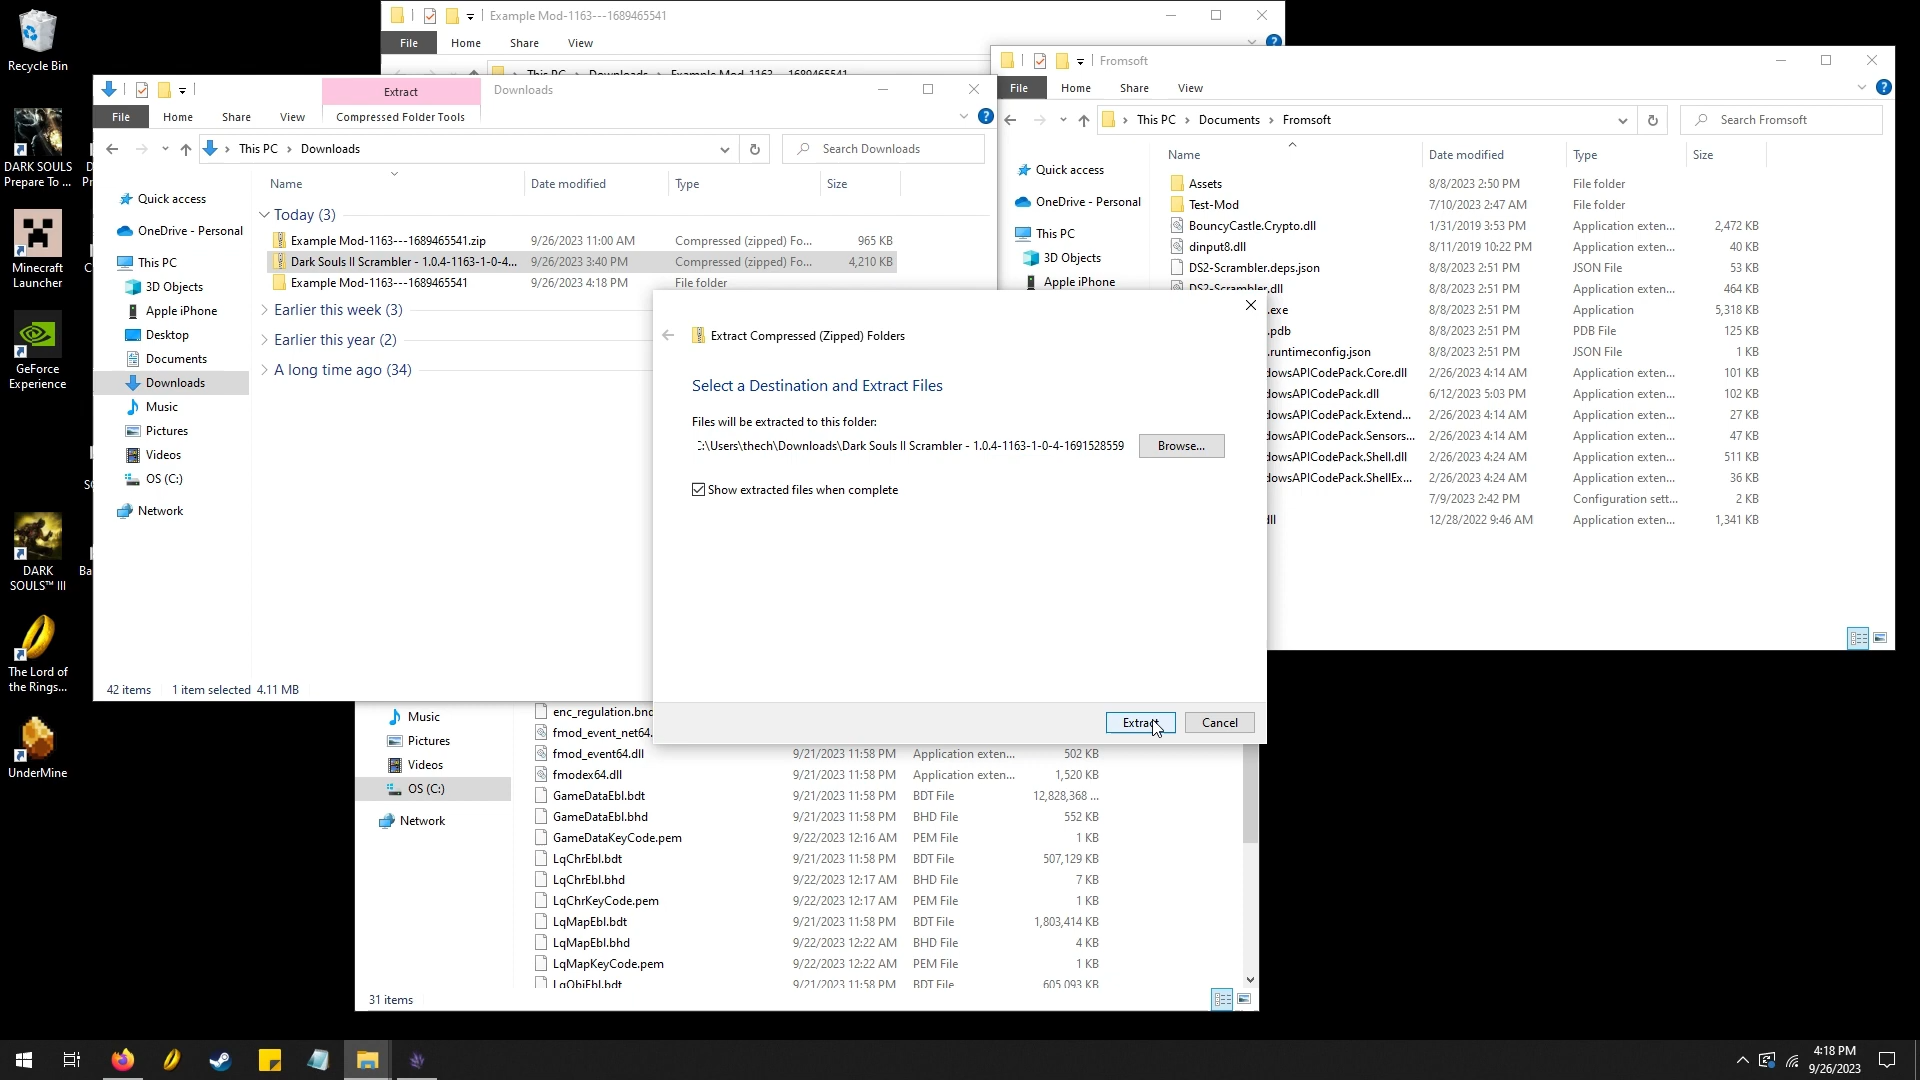 Recycle Bin
DARK SOULS
Prepare To ...
Minecraft
Launcher
GeForce
Experience
DARK
SOULS™ III
The Lord of
the Rings...
UnderMine
Example Mod-1163---1689465541
File Home Share View
This PC Downloads Example Mod-1163---1689465541
Fromsoft
File Home Share View
This PC Documents Fromsoft
Search Fromsoft
Name Date modified Type Size
Quick access
OneDrive - Personal
This PC
3D Objects
Apple iPhone
Assets 8/8/2023 2:50 PM File folder
Test-Mod 7/10/2023 2:47 AM File folder
BouncyCastle.Crypto.dll 1/31/2019 3:53 PM Application exten... 2,472 KB
dinput8.dll 8/11/2019 10:22 PM Application exten... 40 KB
DS2-Scrambler.deps.json 8/8/2023 2:51 PM JSON File 53 KB
DS2-Scrambler.dll 8/8/2023 2:51 PM Application exten... 464 KB
.exe 8/8/2023 2:51 PM Application 5,318 KB
.pdb 8/8/2023 2:51 PM PDB File 125 KB
.runtimeconfig.json 8/8/2023 2:51 PM JSON File 1 KB
dowsAPICodePack.Core.dll 2/26/2023 4:14 AM Application exten... 101 KB
dowsAPICodePack.dll 6/12/2023 5:03 PM Application exten... 102 KB
dowsAPICodePack.Extend... 2/26/2023 4:14 AM Application exten... 27 KB
dowsAPICodePack.Sensors... 2/26/2023 4:14 AM Application exten... 47 KB
dowsAPICodePack.Shell.dll 2/26/2023 4:24 AM Application exten... 511 KB
dowsAPICodePack.ShellEx... 2/26/2023 4:24 AM Application exten... 36 KB
7/9/2023 2:42 PM Configuration sett... 2 KB
dll 12/28/2022 9:46 AM Application exten... 1,341 KB
Extract Downloads
File Home Share View Compressed Folder Tools
This PC Downloads
Search Downloads
Name Date modified Type Size
Quick access
OneDrive - Personal
This PC
3D Objects
Apple iPhone
Desktop
Documents
Downloads
Music
Pictures
Videos
OS (C:)
Network
Today (3)
Example Mod-1163---1689465541.zip 9/26/2023 11:00 AM Compressed (zipped) Fo... 965 KB
Dark Souls II Scrambler - 1.0.4-1163-1-0-4... 9/26/2023 3:40 PM Compressed (zipped) Fo... 4,210 KB
Example Mod-1163---1689465541 9/26/2023 4:18 PM File folder
Earlier this week (3)
Earlier this year (2)
A long time ago (34)
42 items 1 item selected 4.11 MB
Extract Compressed (Zipped) Folders
Select a Destination and Extract Files
Files will be extracted to this folder:
:\Users\thech\Downloads\Dark Souls II Scrambler - 1.0.4-1163-1-0-4-1691528559 Browse...
Show extracted files when complete
Extract Cancel
Music
Pictures
Videos
OS (C:)
Network
enc_regulation.bnd
fmod_event_net64.
fmod_event64.dll 9/21/2023 11:58 PM Application exten... 502 KB
fmodex64.dll 9/21/2023 11:58 PM Application exten... 1,520 KB
GameDataEbl.bdt 9/21/2023 11:58 PM BDT File 12,828,368 ...
GameDataEbl.bhd 9/21/2023 11:58 PM BHD File 552 KB
GameDataKeyCode.pem 9/22/2023 12:16 AM PEM File 1 KB
LqChrEbl.bdt 9/21/2023 11:58 PM BDT File 507,129 KB
LqChrEbl.bhd 9/22/2023 12:17 AM BHD File 7 KB
LqChrKeyCode.pem 9/22/2023 12:17 AM PEM File 1 KB
LqMapEbl.bdt 9/21/2023 11:58 PM BDT File 1,803,414 KB
LqMapEbl.bhd 9/22/2023 12:22 AM BHD File 4 KB
LqMapKeyCode.pem 9/22/2023 12:22 AM PEM File 1 KB
LqObjEbl.bdt 9/21/2023 11:58 PM BDT File 605,093 KB
31 items
4:18 PM
9/26/2023